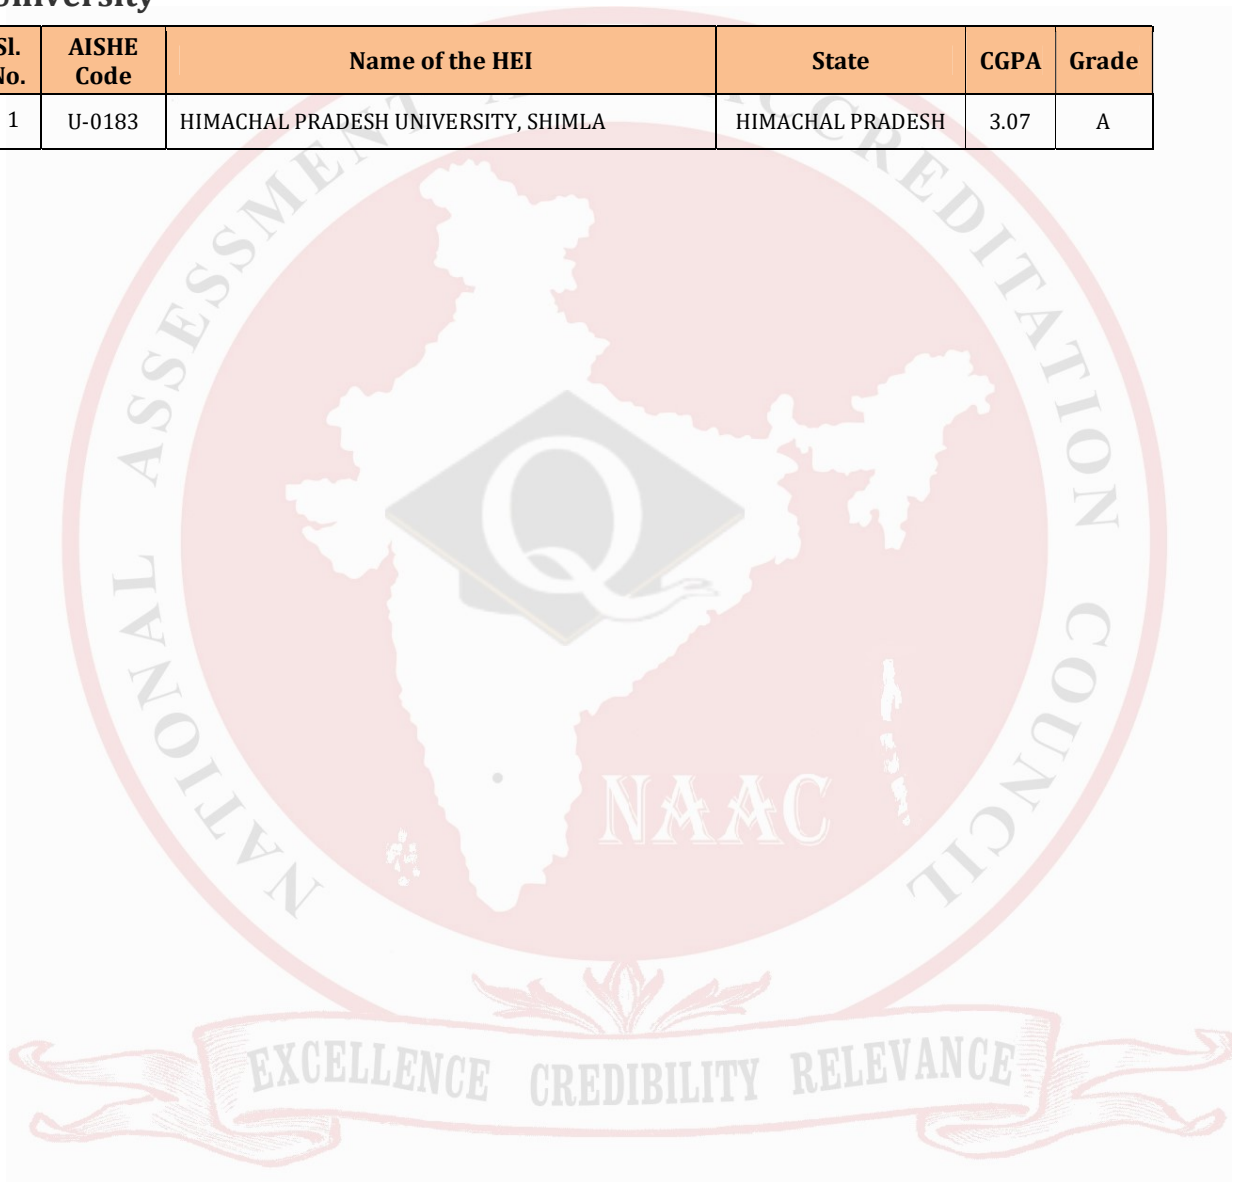 University
Sl. No. AISHE Code Name of the HEI State CGPA Grade
1 U-0183 HIMACHAL PRADESH UNIVERSITY, SHIMLA HIMACHAL PRADESH 3.07 A
NATIONAL ASSESSMENT AND ACCREDITATION COUNCIL
Q
NAAC
EXCELLENCE CREDIBILITY RELEVANCE